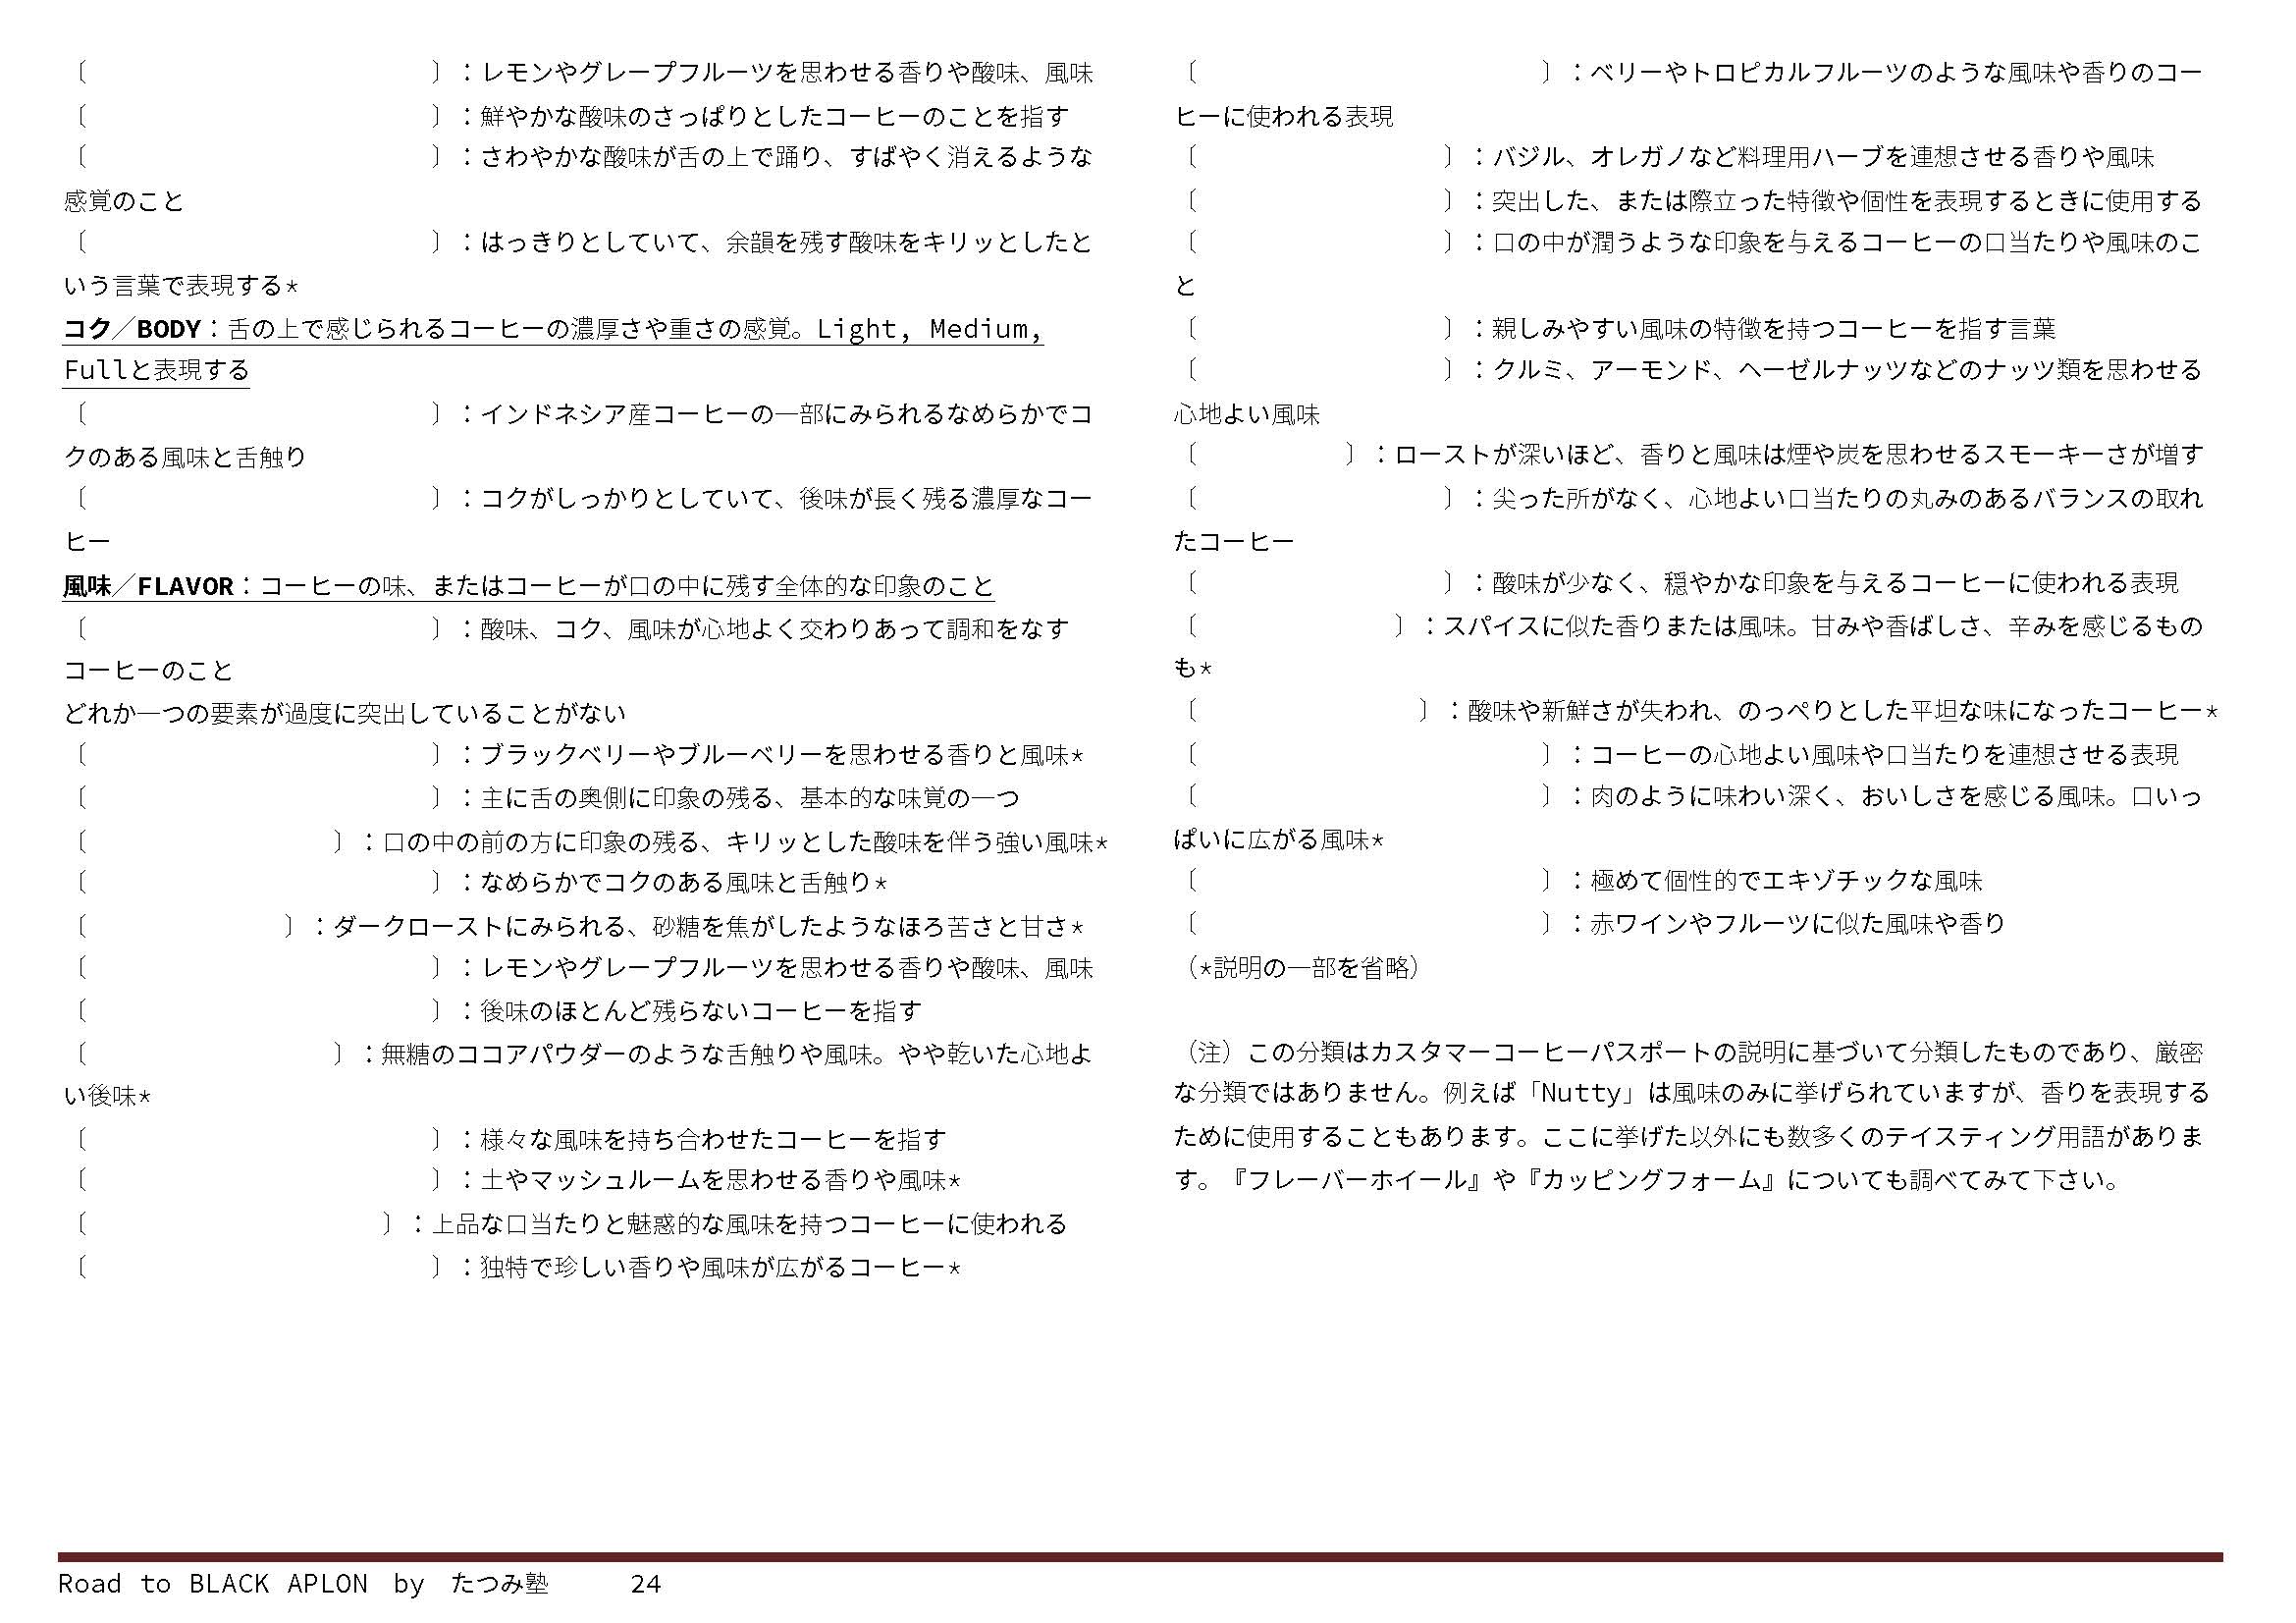 〔　　　　　　　　　　　　　　〕：レモンやグレープフルーツを思わせる香りや酸味、風味
〔　　　　　　　　　　　　　　〕：鮮やかな酸味のさっぱりとしたコーヒーのことを指す
〔　　　　　　　　　　　　　　〕：さわやかな酸味が舌の上で踊り、すばやく消えるような
感覚のこと
〔　　　　　　　　　　　　　　〕：はっきりとしていて、余韻を残す酸味をキリッとしたと
いう言葉で表現する*
コク／BODY：舌の上で感じられるコーヒーの濃厚さや重さの感覚。Light, Medium,
Fullと表現する
〔　　　　　　　　　　　　　　〕：インドネシア産コーヒーの一部にみられるなめらかでコ
クのある風味と舌触り
〔　　　　　　　　　　　　　　〕：コクがしっかりとしていて、後味が長く残る濃厚なコー
ヒー
風味／FLAVOR：コーヒーの味、またはコーヒーが口の中に残す全体的な印象のこと
〔　　　　　　　　　　　　　　〕：酸味、コク、風味が心地よく交わりあって調和をなす
コーヒーのこと
どれか一つの要素が過度に突出していることがない
〔　　　　　　　　　　　　　　〕：ブラックベリーやブルーベリーを思わせる香りと風味*
〔　　　　　　　　　　　　　　〕：主に舌の奥側に印象の残る、基本的な味覚の一つ
〔　　　　　　　　　　〕：口の中の前の方に印象の残る、キリッとした酸味を伴う強い風味*
〔　　　　　　　　　　　　　　〕：なめらかでコクのある風味と舌触り*
〔　　　　　　　　〕：ダークローストにみられる、砂糖を焦がしたようなほろ苦さと甘さ*
〔　　　　　　　　　　　　　　〕：レモンやグレープフルーツを思わせる香りや酸味、風味
〔　　　　　　　　　　　　　　〕：後味のほとんど残らないコーヒーを指す
〔　　　　　　　　　　〕：無糖のココアパウダーのような舌触りや風味。やや乾いた心地よ
い後味*
〔　　　　　　　　　　　　　　〕：様々な風味を持ち合わせたコーヒーを指す
〔　　　　　　　　　　　　　　〕：土やマッシュルームを思わせる香りや風味*
〔　　　　　　　　　　　　〕：上品な口当たりと魅惑的な風味を持つコーヒーに使われる
〔　　　　　　　　　　　　　　〕：独特で珍しい香りや風味が広がるコーヒー*
〔　　　　　　　　　　　　　　〕：ベリーやトロピカルフルーツのような風味や香りのコー
ヒーに使われる表現
〔　　　　　　　　　　〕：バジル、オレガノなど料理用ハーブを連想させる香りや風味
〔　　　　　　　　　　〕：突出した、または際立った特徴や個性を表現するときに使用する
〔　　　　　　　　　　〕：口の中が潤うような印象を与えるコーヒーの口当たりや風味のこ
と
〔　　　　　　　　　　〕：親しみやすい風味の特徴を持つコーヒーを指す言葉
〔　　　　　　　　　　〕：クルミ、アーモンド、ヘーゼルナッツなどのナッツ類を思わせる
心地よい風味
〔　　　　　　〕：ローストが深いほど、香りと風味は煙や炭を思わせるスモーキーさが増す
〔　　　　　　　　　　〕：尖った所がなく、心地よい口当たりの丸みのあるバランスの取れ
たコーヒー
〔　　　　　　　　　　〕：酸味が少なく、穏やかな印象を与えるコーヒーに使われる表現
〔　　　　　　　　〕：スパイスに似た香りまたは風味。甘みや香ばしさ、辛みを感じるもの
も*
〔　　　　　　　　　〕：酸味や新鮮さが失われ、のっぺりとした平坦な味になったコーヒー*
〔　　　　　　　　　　　　　　〕：コーヒーの心地よい風味や口当たりを連想させる表現
〔　　　　　　　　　　　　　　〕：肉のように味わい深く、おいしさを感じる風味。口いっ
ぱいに広がる風味*
〔　　　　　　　　　　　　　　〕：極めて個性的でエキゾチックな風味
〔　　　　　　　　　　　　　　〕：赤ワインやフルーツに似た風味や香り
（*説明の一部を省略）
（注）この分類はカスタマーコーヒーパスポートの説明に基づいて分類したものであり、厳密
な分類ではありません。例えば「Nutty」は風味のみに挙げられていますが、香りを表現する
ために使用することもあります。ここに挙げた以外にも数多くのテイスティング用語がありま
す。『フレーバーホイール』や『カッピングフォーム』についても調べてみて下さい。
Road to BLACK APLON by たつみ塾　　24